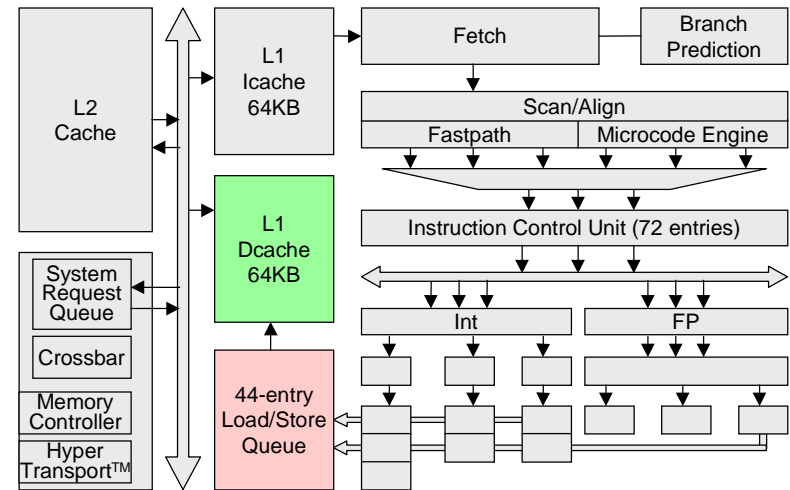 L2
Cache
System
Request
Queue
Crossbar
Memory
Controller
Hyper
Transport™
L1
Icache
64KB
L1
Dcache
64KB
44-entry
Load/Store
Queue
Fetch
Branch
Prediction
Scan/Align
Fastpath
Microcode Engine
Instruction Control Unit (72 entries)
Int
FP